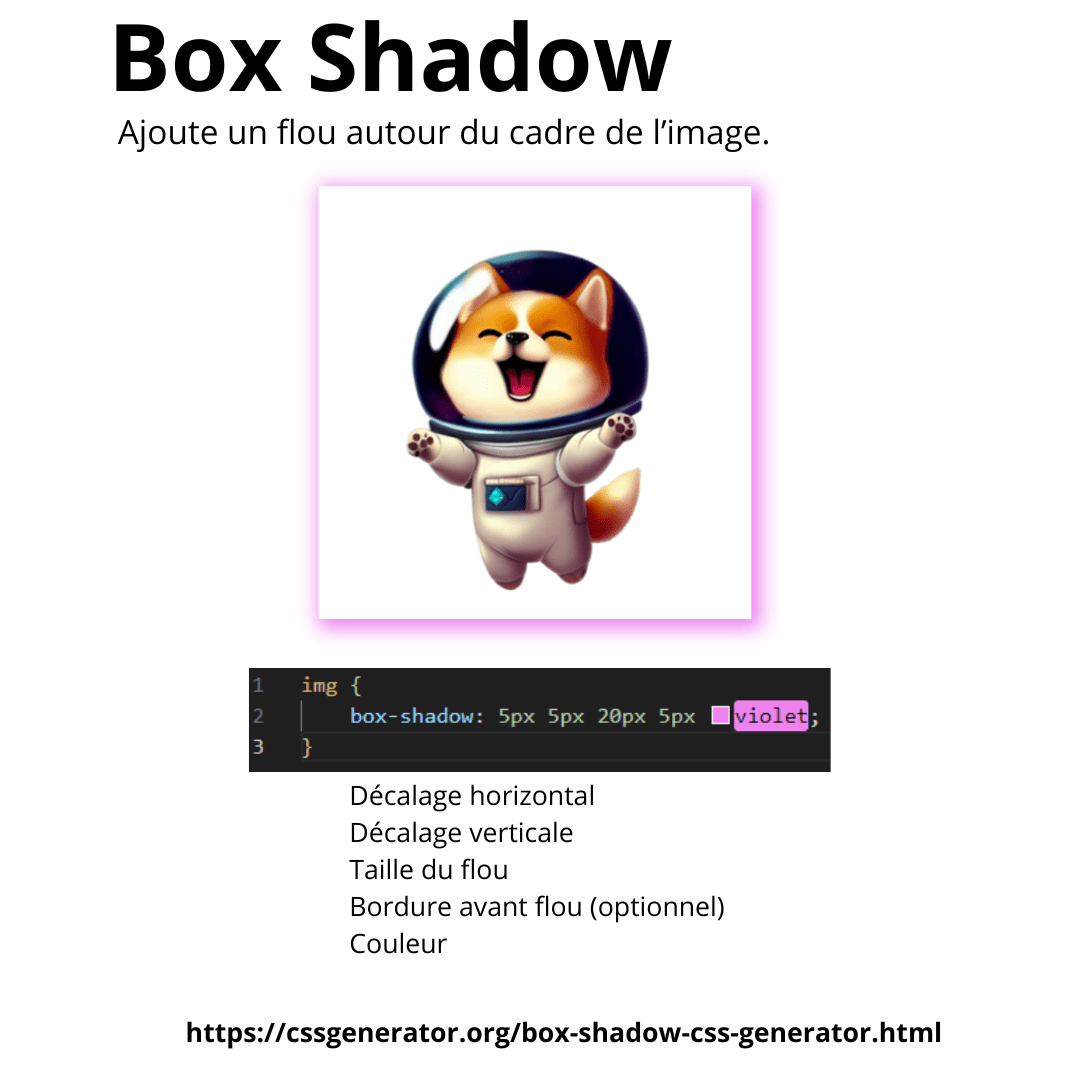 Box Shadow
Ajoute un flou autour du cadre de l’image.
1 img {
2 box-shadow: 5px 5px 20px 5px violet;
3 }
Décalage horizontal
Décalage verticale
Taille du flou
Bordure avant flou (optionnel)
Couleur
https://cssgenerator.org/box-shadow-css-generator.html